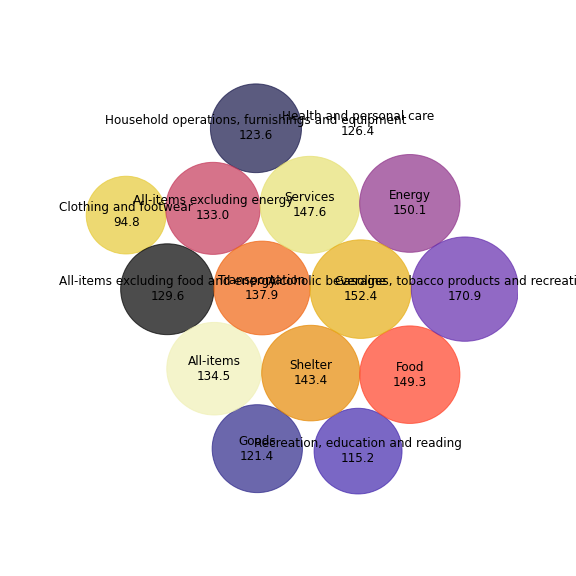 Household operations, furnishings and equipment
123.6
Health and personal care
126.4
Clothing and footwear
94.8
All-items excluding energy
133.0
Services
147.6
Energy
150.1
All-items excluding food and energy
129.6
Transportation
137.9
Gasoline
152.4
Alcoholic beverages, tobacco products and recreati
170.9
All-items
134.5
Shelter
143.4
Food
149.3
Goods
121.4
Recreation, education and reading
115.2